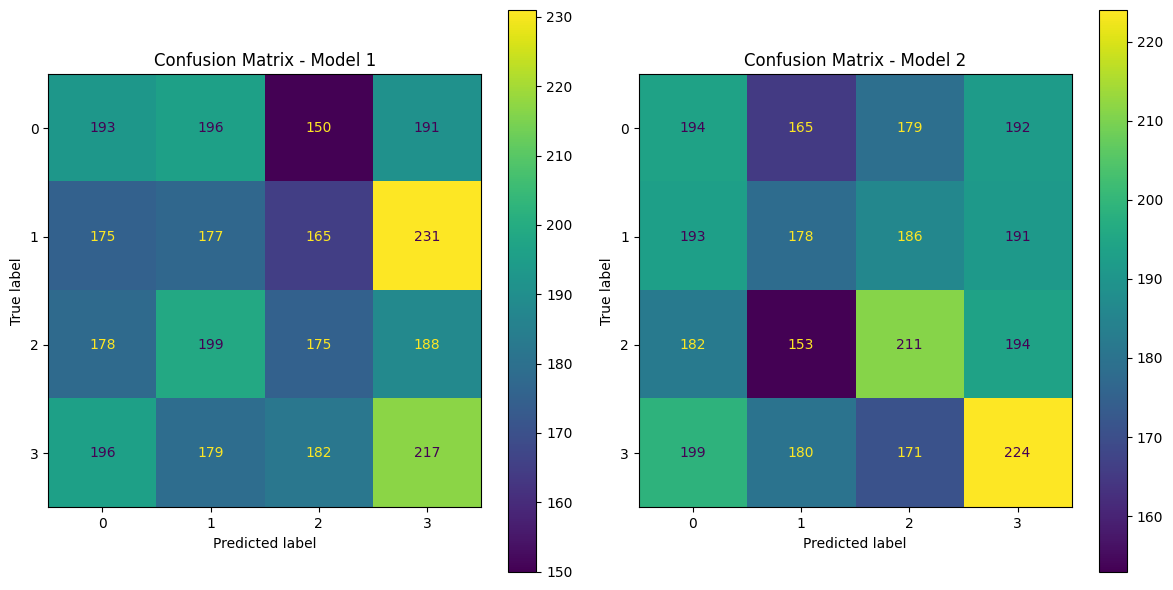 Confusion Matrix - Model 1
True label
0 193 196 150 191
1 175 177 165 231
2 178 199 175 188
3 196 179 182 217
0 1 2 3
Predicted label
230
220
210
200
190
180
170
160
150
Confusion Matrix - Model 2
True label
0 194 165 179 192
1 193 178 186 191
2 182 153 211 194
3 199 180 171 224
0 1 2 3
Predicted label
220
210
200
190
180
170
160